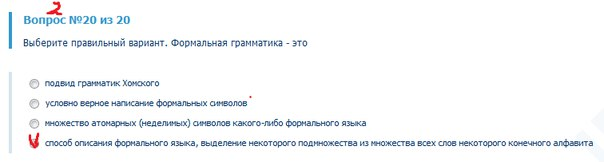 2
Вопрос №20 из 20
Выберите правильный вариант. Формальная грамматика - это
подвид грамматик Хомского
условно верное написание формальных символов
множество атомарных (неделимых) символов какого-либо формального языка
способ описания формального языка, выделение некоторого подмножества из множества всех слов некоторого конечного алфавита